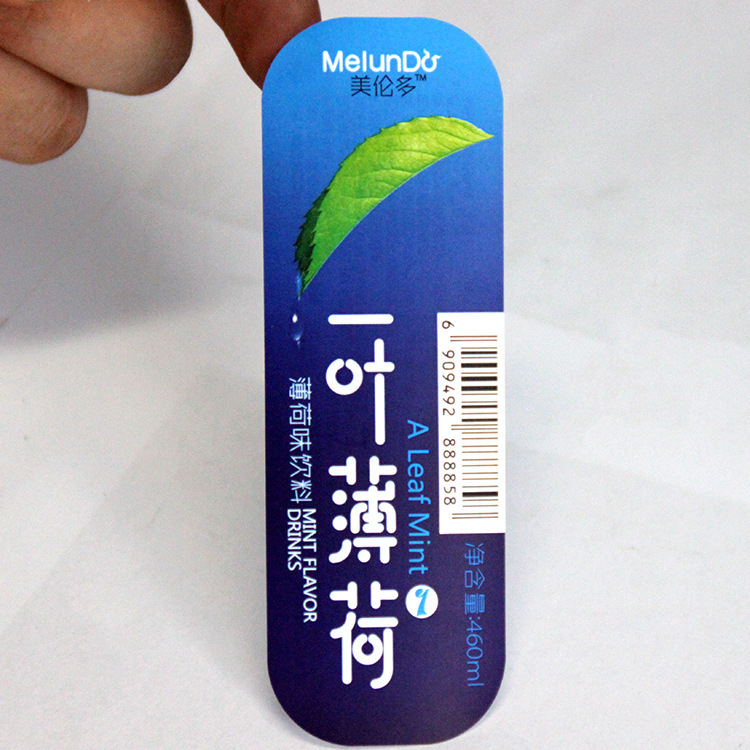 MelunDo
美伦多™
一叶薄荷
A Leaf Mint
薄荷味饮料
MINT FLAVOR
DRINKS
6 909492 888858
净含量:460ml